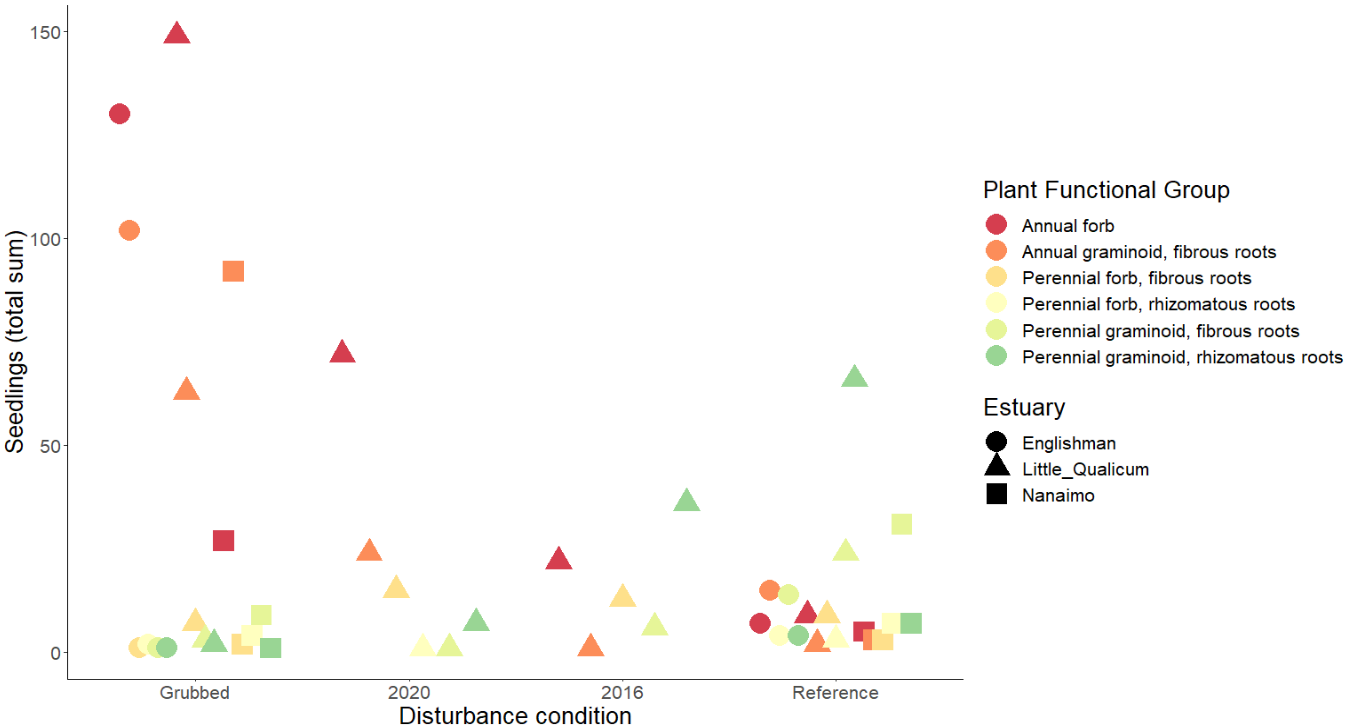 150
100
50
0
Seedlings (total sum)
Grubbed
2020
2016
Reference
Disturbance condition
Plant Functional Group
Annual forb
Annual graminoid, fibrous roots
Perennial forb, fibrous roots
Perennial forb, rhizomatous roots
Perennial graminoid, fibrous roots
Perennial graminoid, rhizomatous roots
Estuary
Englishman
Little_Qualicum
Nanaimo